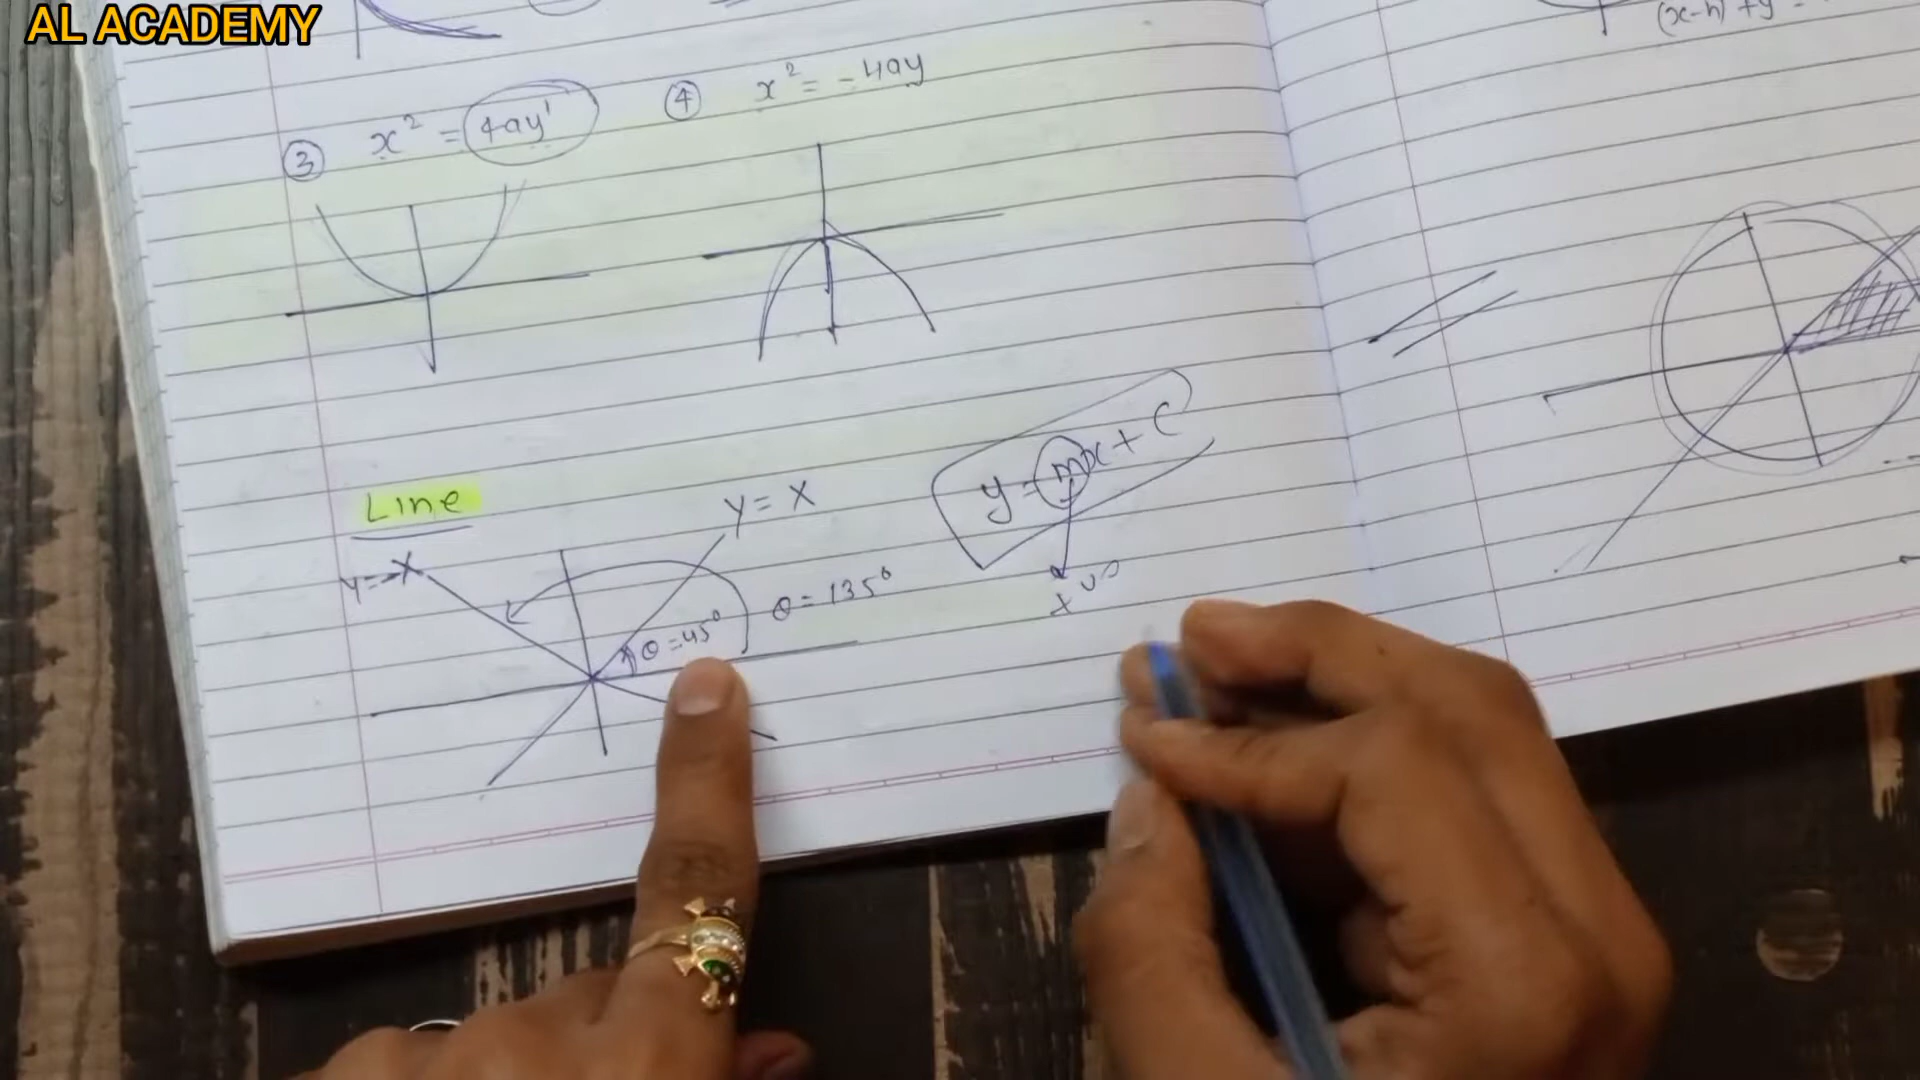 AL ACADEMY
(x-h)
③ x² = 4ay
④ x² = -4ay
Line
y = mx + c
y = x
y = -x
θ = 135°
θ = 45°